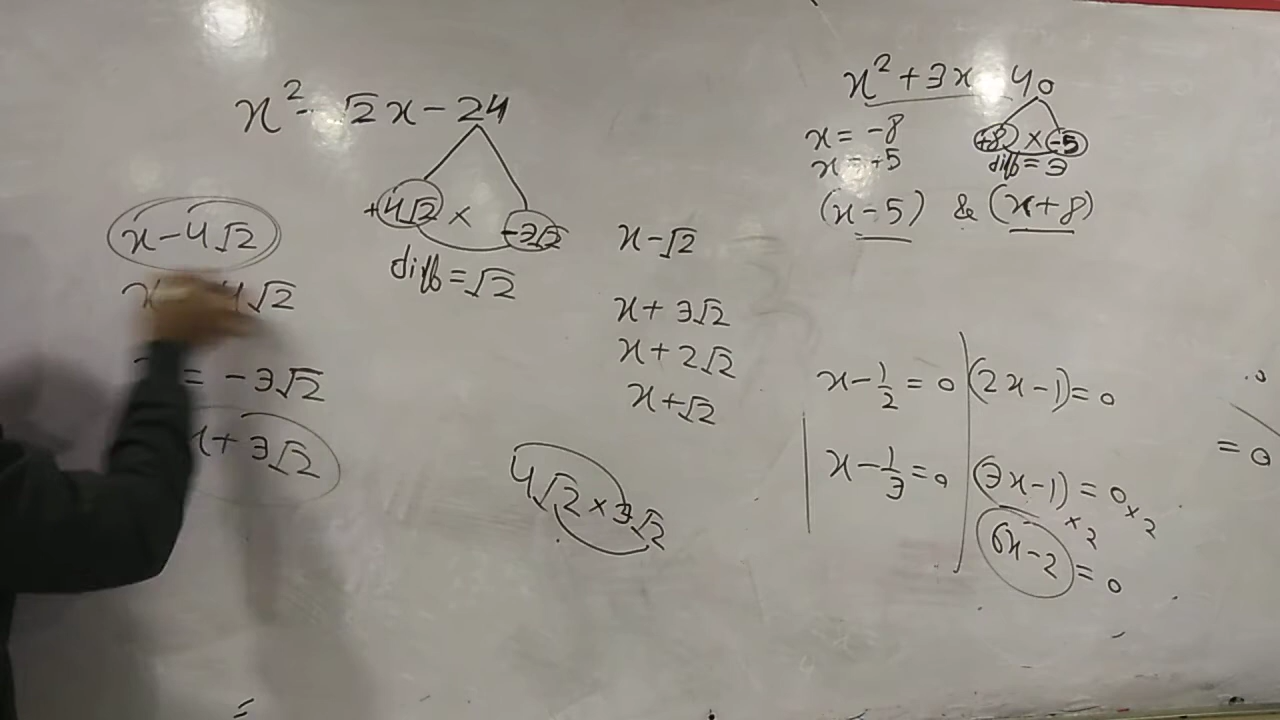 x² - √2 x - 24
+4√2 × -3√2
diff = √2
x - 4√2
4√2
= -3√2
x + 3√2
x - √2
x + 3√2
x + 2√2
x + √2
4√2 × 3√2
x² + 3x 40
+8 × -5
diff = 3
x = -8
x = +5
(x-5) & (x+8)
x - 1/2 = 0 (2x-1) = 0
x - 1/3 = 0 (3x-1) = 0
×2 ×2
6x-2 = 0
= 0